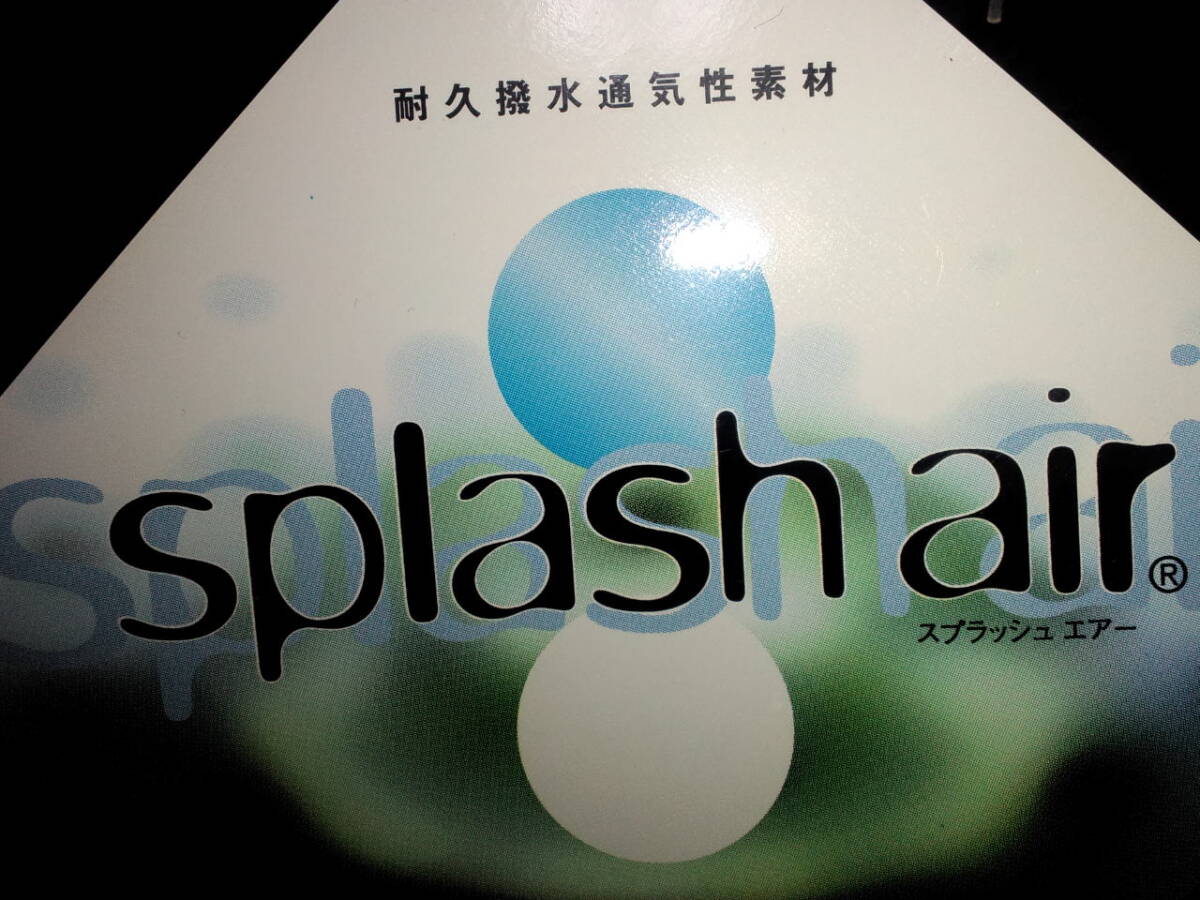 耐久撥水通気性素材
splash air®
スプラッシュ エアー